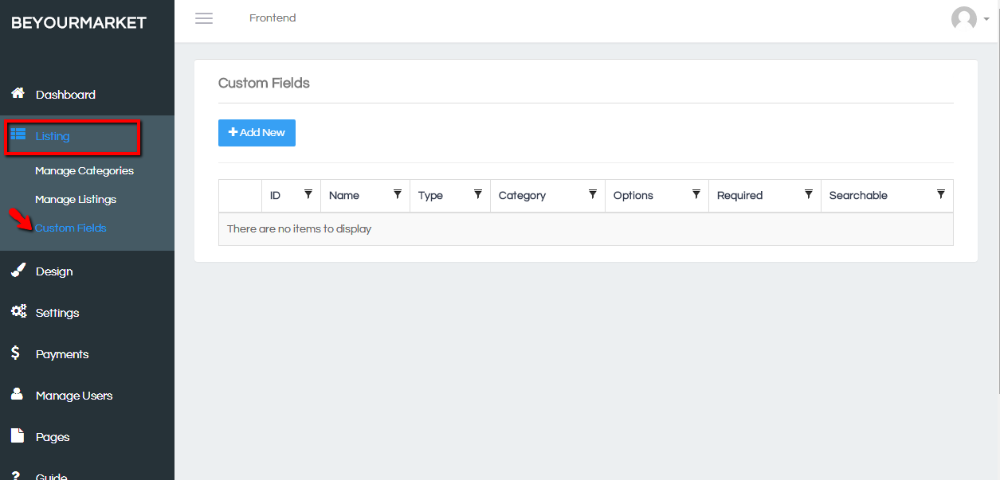 BEYOURMARKET
Frontend
Dashboard
Listing
Manage Categories
Manage Listings
Custom Fields
Design
Settings
Payments
Manage Users
Pages
Guide
Custom Fields
Add New
ID Name Type Category Options Required Searchable
There are no items to display